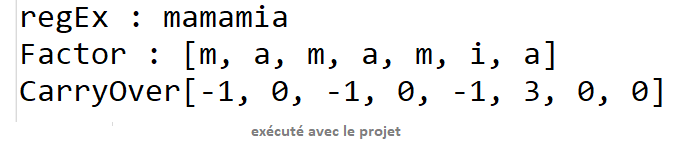 regEx : mamamia
Factor : [m, a, m, a, m, i, a]
CarryOver[-1, 0, -1, 0, -1, 3, 0, 0]
exécuté avec le projet